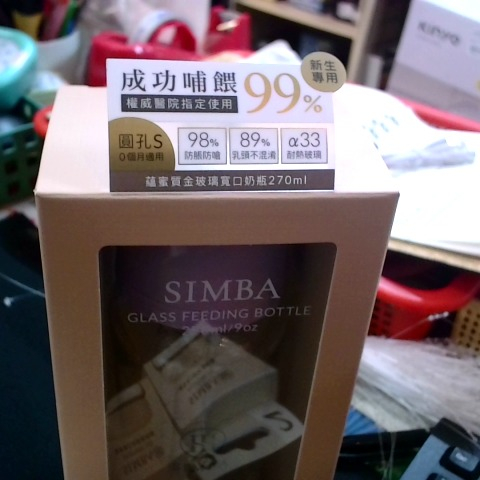 成功哺餵 99%
新生
專用
權威醫院指定使用
圓孔S
0個月適用
98%
防脹防嗆
89%
乳頭不混淆
α33
耐熱玻璃
蘊蜜質金玻璃寬口奶瓶270ml
SIMBA
GLASS FEEDING BOTTLE
/9oz
KINYO